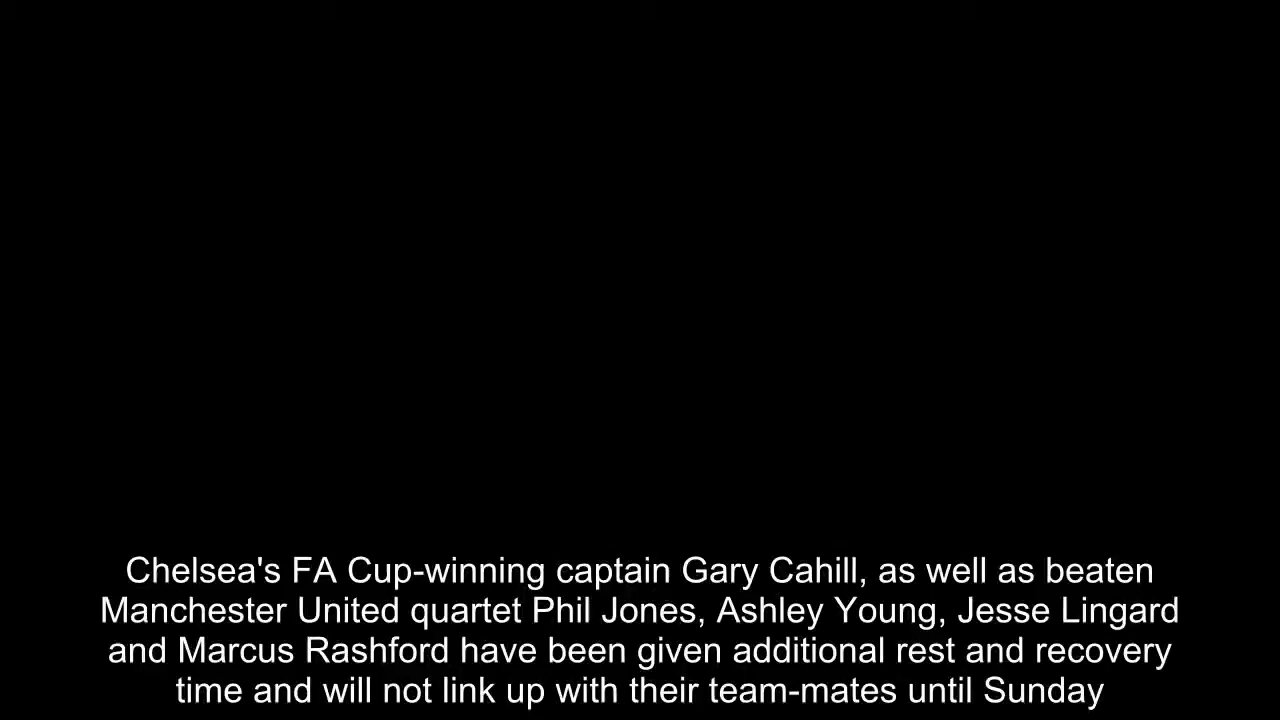 Chelsea's FA Cup-winning captain Gary Cahill, as well as beaten
Manchester United quartet Phil Jones, Ashley Young, Jesse Lingard
and Marcus Rashford have been given additional rest and recovery
time and will not link up with their team-mates until Sunday